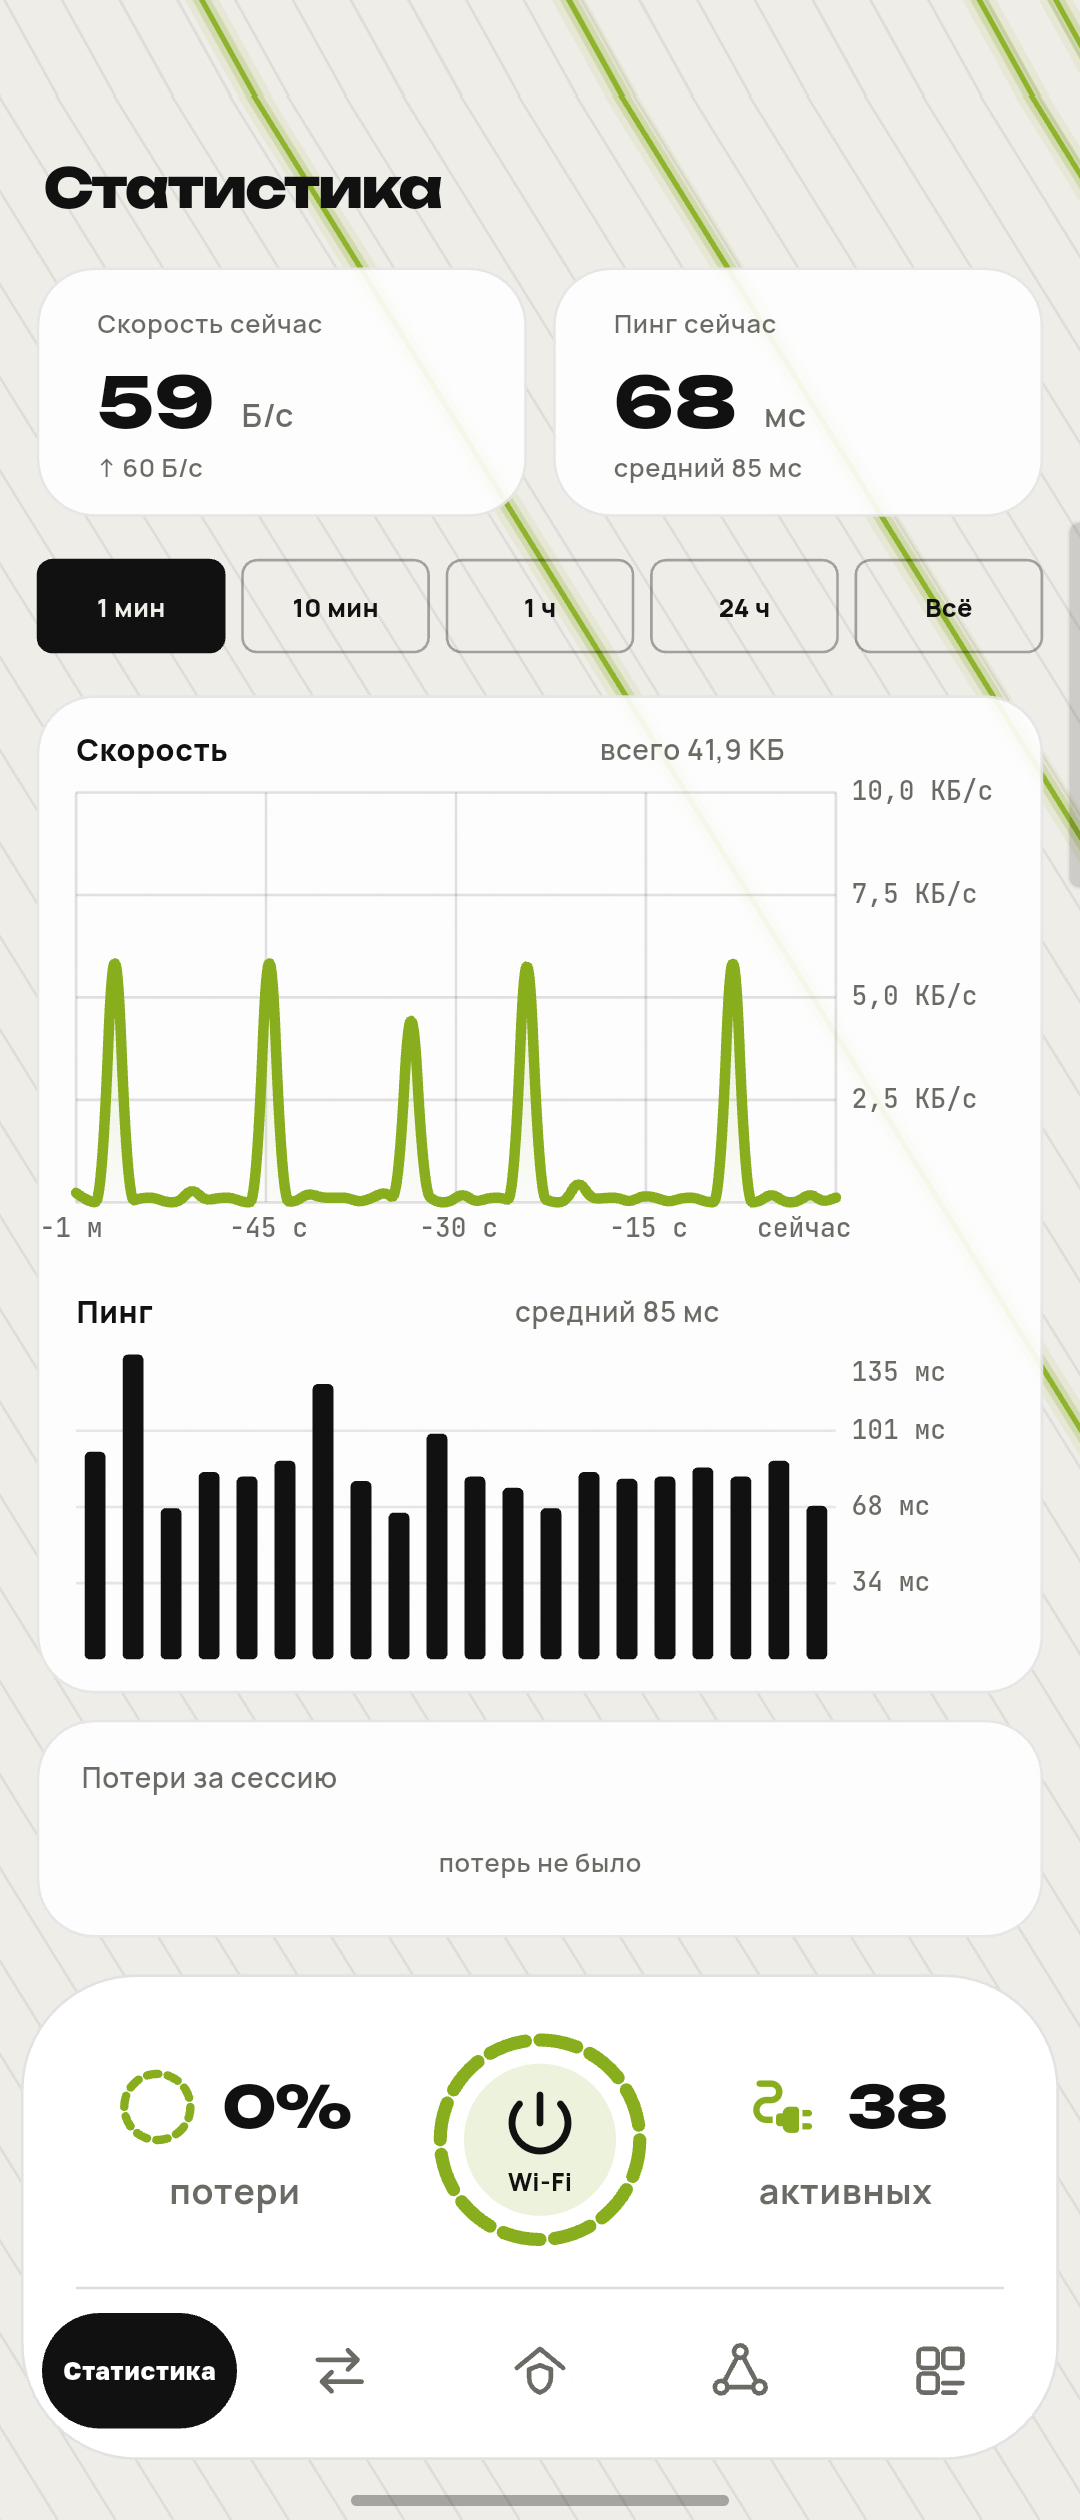 Статистика
Скорость сейчас
59 Б/с
↑ 60 Б/с
Пинг сейчас
68 мс
средний 85 мс
1 мин
10 мин
1 ч
24 ч
Всё
Скорость
всего 41,9 КБ
10,0 КБ/с
7,5 КБ/с
5,0 КБ/с
2,5 КБ/с
-1 м
-45 с
-30 с
-15 с
сейчас
Пинг
средний 85 мс
135 мс
101 мс
68 мс
34 мс
Потери за сессию
потерь не было
0%
потери
Wi-Fi
38
активных
Статистика